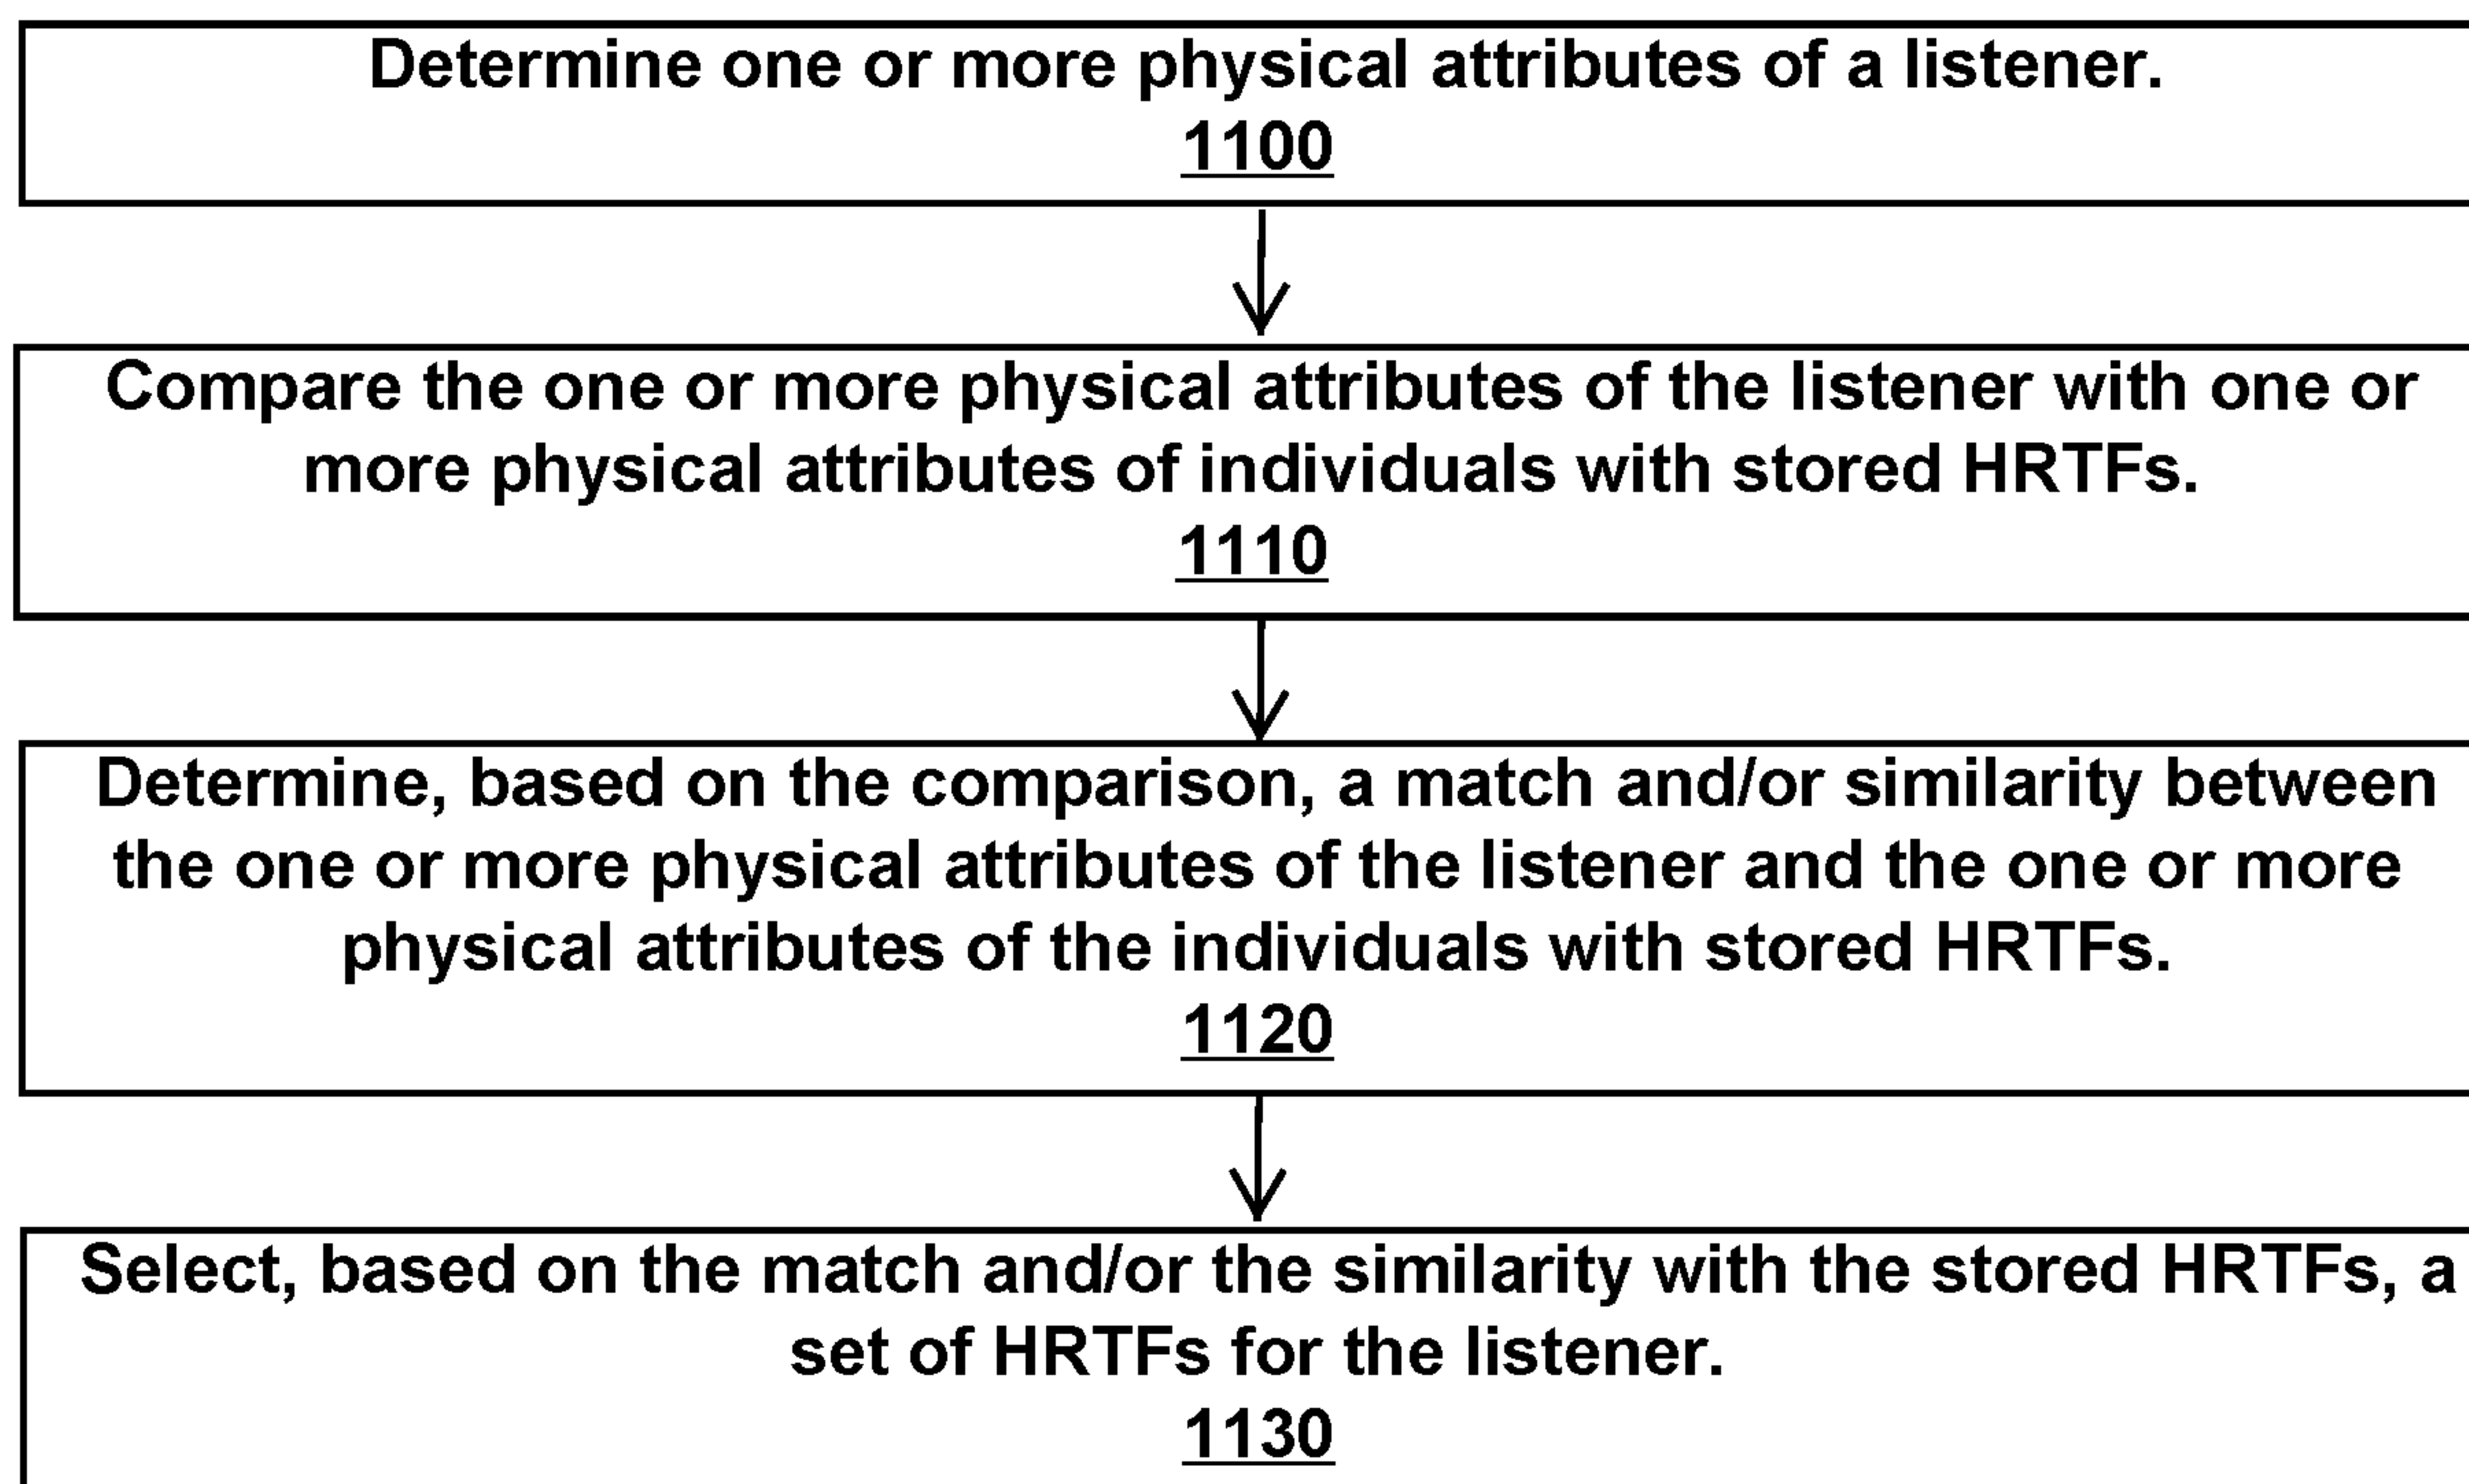 Determine one or more physical attributes of a listener.
1100
Compare the one or more physical attributes of the listener with one or
more physical attributes of individuals with stored HRTFs.
1110
Determine, based on the comparison, a match and/or similarity between
the one or more physical attributes of the listener and the one or more
physical attributes of the individuals with stored HRTFs.
1120
Select, based on the match and/or the similarity with the stored HRTFs, a
set of HRTFs for the listener.
1130